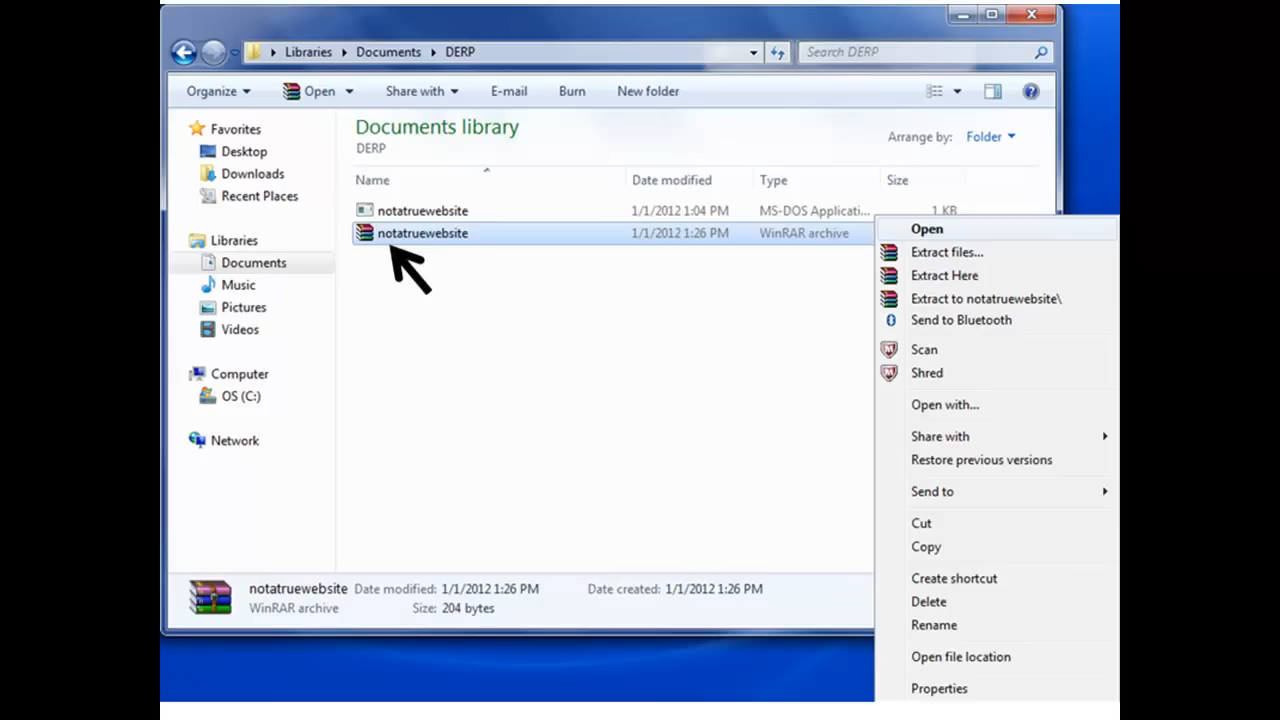 Libraries Documents DERP
Search DERP
Organize Open Share with E-mail Burn New folder
Favorites
Desktop
Downloads
Recent Places
Libraries
Documents
Music
Pictures
Videos
Computer
OS (C:)
Network
Documents library
DERP
Arrange by: Folder
Name Date modified Type Size
notatruewebsite 1/1/2012 1:04 PM MS-DOS Applicati... 1 KB
notatruewebsite 1/1/2012 1:26 PM WinRAR archive
Open
Extract files...
Extract Here
Extract to notatruewebsite\
Send to Bluetooth
Scan
Shred
Open with...
Share with
Restore previous versions
Send to
Cut
Copy
Create shortcut
Delete
Rename
Open file location
Properties
notatruewebsite Date modified: 1/1/2012 1:26 PM Date created: 1/1/2012 1:26 PM
WinRAR archive Size: 204 bytes